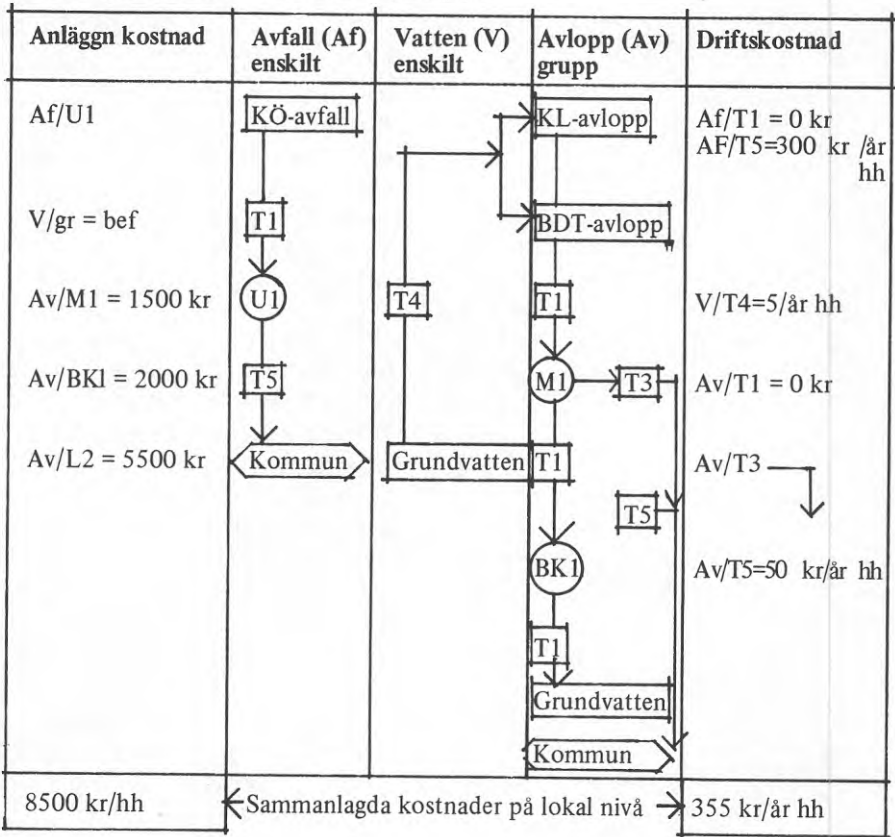 Anläggn kostnad
Avfall (Af)
enskilt
Vatten (V)
enskilt
Avlopp (Av)
grupp
Driftskostnad
Af/U1
KÖ-avfall
KL-avlopp
Af/T1 = 0 kr
AF/T5=300 kr /år
hh
V/gr = bef
T1
BDT-avlopp
Av/M1 = 1500 kr
U1
T4
T1
V/T4=5/år hh
Av/BK1 = 2000 kr
T5
M1
T3
Av/T1 = 0 kr
Av/L2 = 5500 kr
Kommun
Grundvatten
T1
Av/T3
T5
BK1
Av/T5=50 kr/år hh
T1
Grundvatten
Kommun
8500 kr/hh
Sammanlagda kostnader på lokal nivå
355 kr/år hh